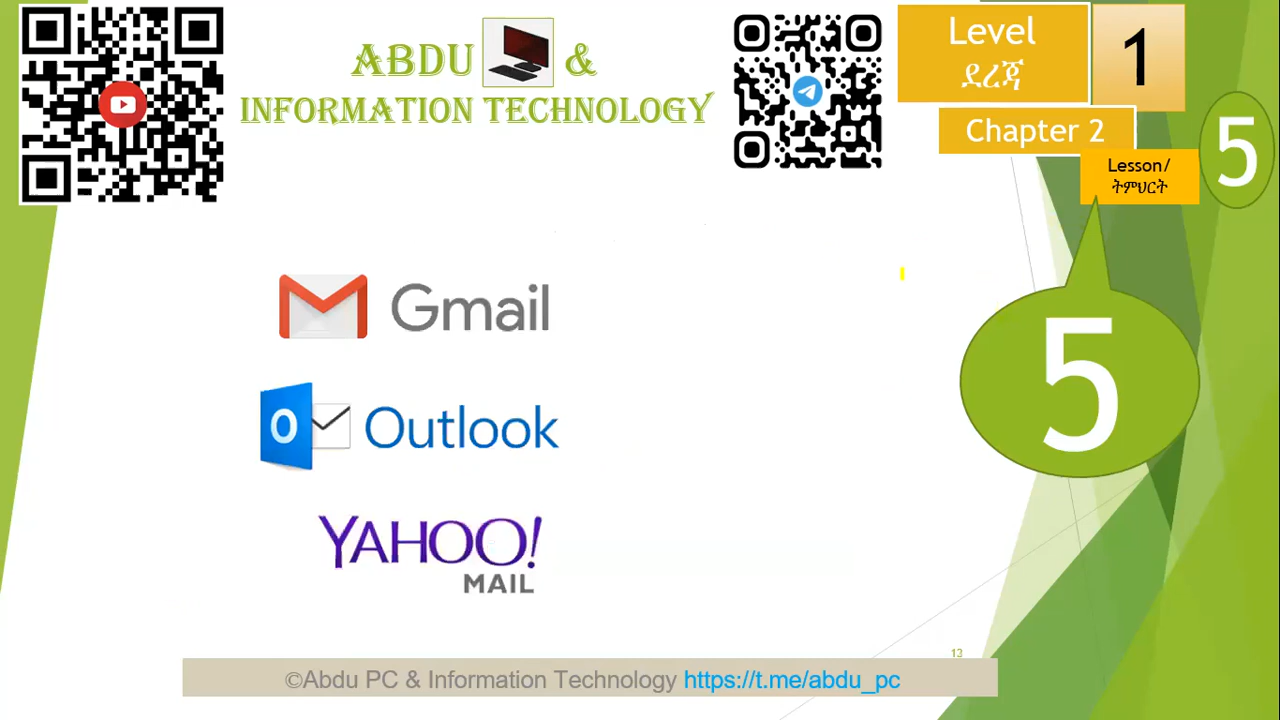 ABDU &
INFORMATION TECHNOLOGY
Level
ደረጃ
1
Chapter 2
Lesson/
ትምህርት
5
5
Gmail
O Outlook
YAHOO!
MAIL
13
©Abdu PC & Information Technology https://t.me/abdu_pc